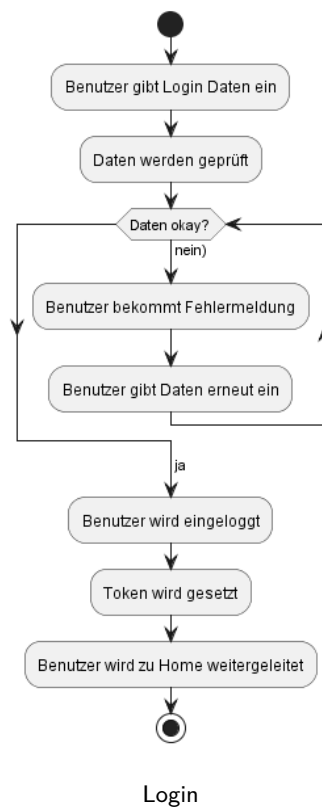 Benutzer gibt Login Daten ein
Daten werden geprüft
Daten okay?
nein)
Benutzer bekommt Fehlermeldung
Benutzer gibt Daten erneut ein
ja
Benutzer wird eingeloggt
Token wird gesetzt
Benutzer wird zu Home weitergeleitet
Login